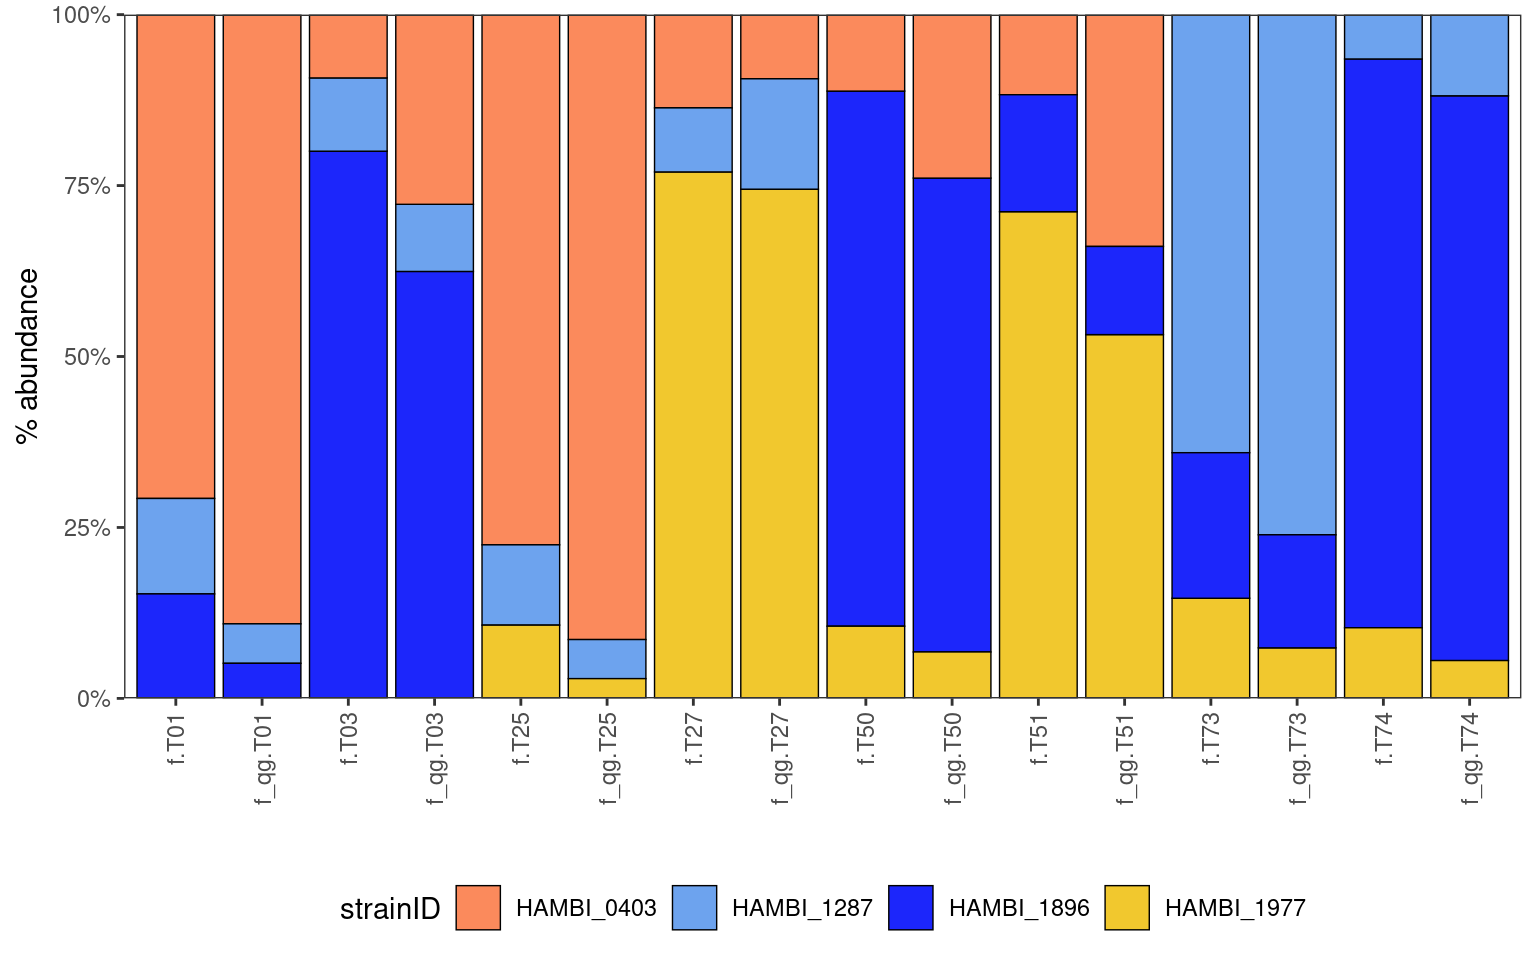 100%
75%
50%
25%
0%
% abundance
f.T01
f_qg.T01
f.T03
f_qg.T03
f.T25
f_qg.T25
f.T27
f_qg.T27
f.T50
f_qg.T50
f.T51
f_qg.T51
f.T73
f_qg.T73
f.T74
f_qg.T74
strainID HAMBI_0403 HAMBI_1287 HAMBI_1896 HAMBI_1977